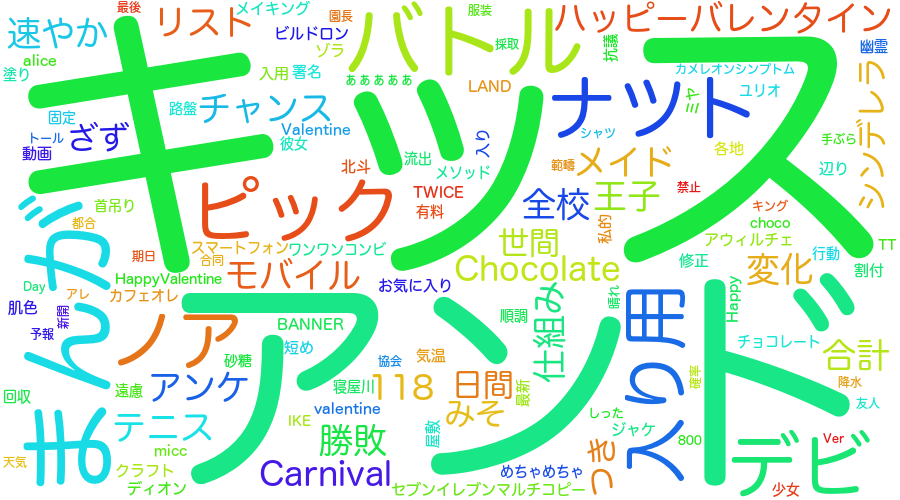 最後
メイキング
園長
リスト
速やか
ビルドロン
ゾラ
バトル
服装
採取
抗議
ハッピーバレンタイン
幽霊
alice
塗り
入用
署名
ぁぁぁぁぁ
LAND
カメレオンシンプトム
ユリオ
シンデレラ
キッス
固定
路盤
チャンス
ナット
ミヤ
トール
動画
ざず
Valentine
彼女
流出
入り
シャツ
手ぶら
各地
北斗
メソッド
範疇
メイド
辺り
首吊り
ピック
TWICE
有料
全校
王子
禁止
キング
choco
都合
まんが
期日
スマートフォン
合同
ワンワンコンビ
世間
私的
アウィルチェ
TT
行動
HappyValentine
モバイル
お気に入り
Chocolate
修正
変化
割付
Day
アレ
カフェオレ
肌色
新開
予報
ノア
BANNER
アンド
順調
仕組み
晴れ
入り用
Happy
チョコレート
合計
砂糖
短め
協会
気温
確率
降水
回収
遠慮
アンケ
寝屋川
118
日間
最新
友人
テニス
valentine
みそ
しった
ジャケ
IKE
勝敗
屋敷
つき
800
デビ
Ver
天気
micc
クラフト
ディオン
Carnival
めちゃめちゃ
セブンイレブンマルチコピー
少女